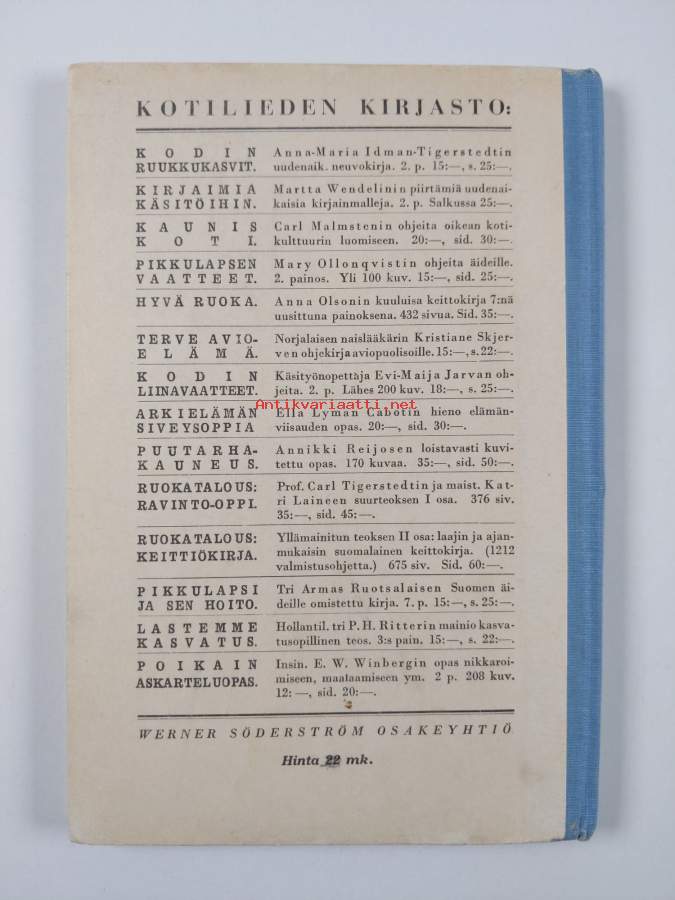 KOTILIEDEN KIRJASTO:
KODIN Anna-Maria Idman-Tigerstedtin
RUUKKUKASVIT. uudenaik. neuvokirja. 2. p. 15:—, s. 25:—.
KIRJAIMIA Martta Wendelinin piirtämiä uudenai-
KÄSITÖIHIN. kaisia kirjainmalleja. 2. p. Salkussa 25:—.
KAUNIS Carl Malmstenin ohjeita oikean koti-
KOTI. kulttuurin luomiseen. 20:—, sid. 30:—.
PIKKULAPSEN Mary Ollonqvistin ohjeita äideille.
VAATTEET. 2. painos. Yli 100 kuv. 15:—, sid. 25:—.
HYVÄ RUOKA. Anna Olsonin kuuluisa keittokirja 7:nä
uusittuna painoksena. 432 sivua. Sid. 35:—.
TERVE AVIO- Norjalaisen naislääkärin Kristiane Skjer-
ELÄMÄ. ven ohjekirja aviopuolisoille. 15:—, s. 22:—.
KODIN Käsityönopettaja Evi-Maija Jarvan oh-
LIINAVAATTEET. jeita. 2. p. Lähes 200 kuv. 18:—, s. 25:—.
Antikvariaatti.net
ARKIELÄMÄN Ella Lyman Cabotin hieno elämän-
SIVEYSOPPIA viisauden opas. 20:—, sid. 30:—.
PUUTARHA- Annikki Reijosen loistavasti kuvi-
KAUNEUS. tettu opas. 170 kuvaa. 35:—, sid. 50:—.
RUOKATALOUS: Prof. Carl Tigerstedtin ja maist. Kat-
RAVINTO-OPPI. ri Laineen suurteoksen I osa. 376 siv.
35:—, sid. 45:—.
RUOKATALOUS: Yllämainitun teoksen II osa: laajin ja ajan-
KEITTIÖKIRJA. mukaisin suomalainen keittokirja. (1212
valmistusohjetta.) 675 siv. Sid. 60:—.
PIKKULAPSI Tri Armas Ruotsalaisen Suomen äi-
JA SEN HOITO. deille omistettu kirja. 7. p. 15:—, s. 25:—.
LASTEMME Hollantil. tri P. H. Ritterin mainio kasva-
KASVATUS. tusopillinen teos. 3:s pain. 15:—, s. 22:—.
POIKAIN Insin. E. W. Winbergin opas nikkaroi-
ASKARTELUOPAS. miseen, maalaamiseen ym. 2 p. 208 kuv.
12:—, sid. 20:—.
WERNER SÖDERSTRÖM OSAKEYHTIÖ
Hinta 22 mk.